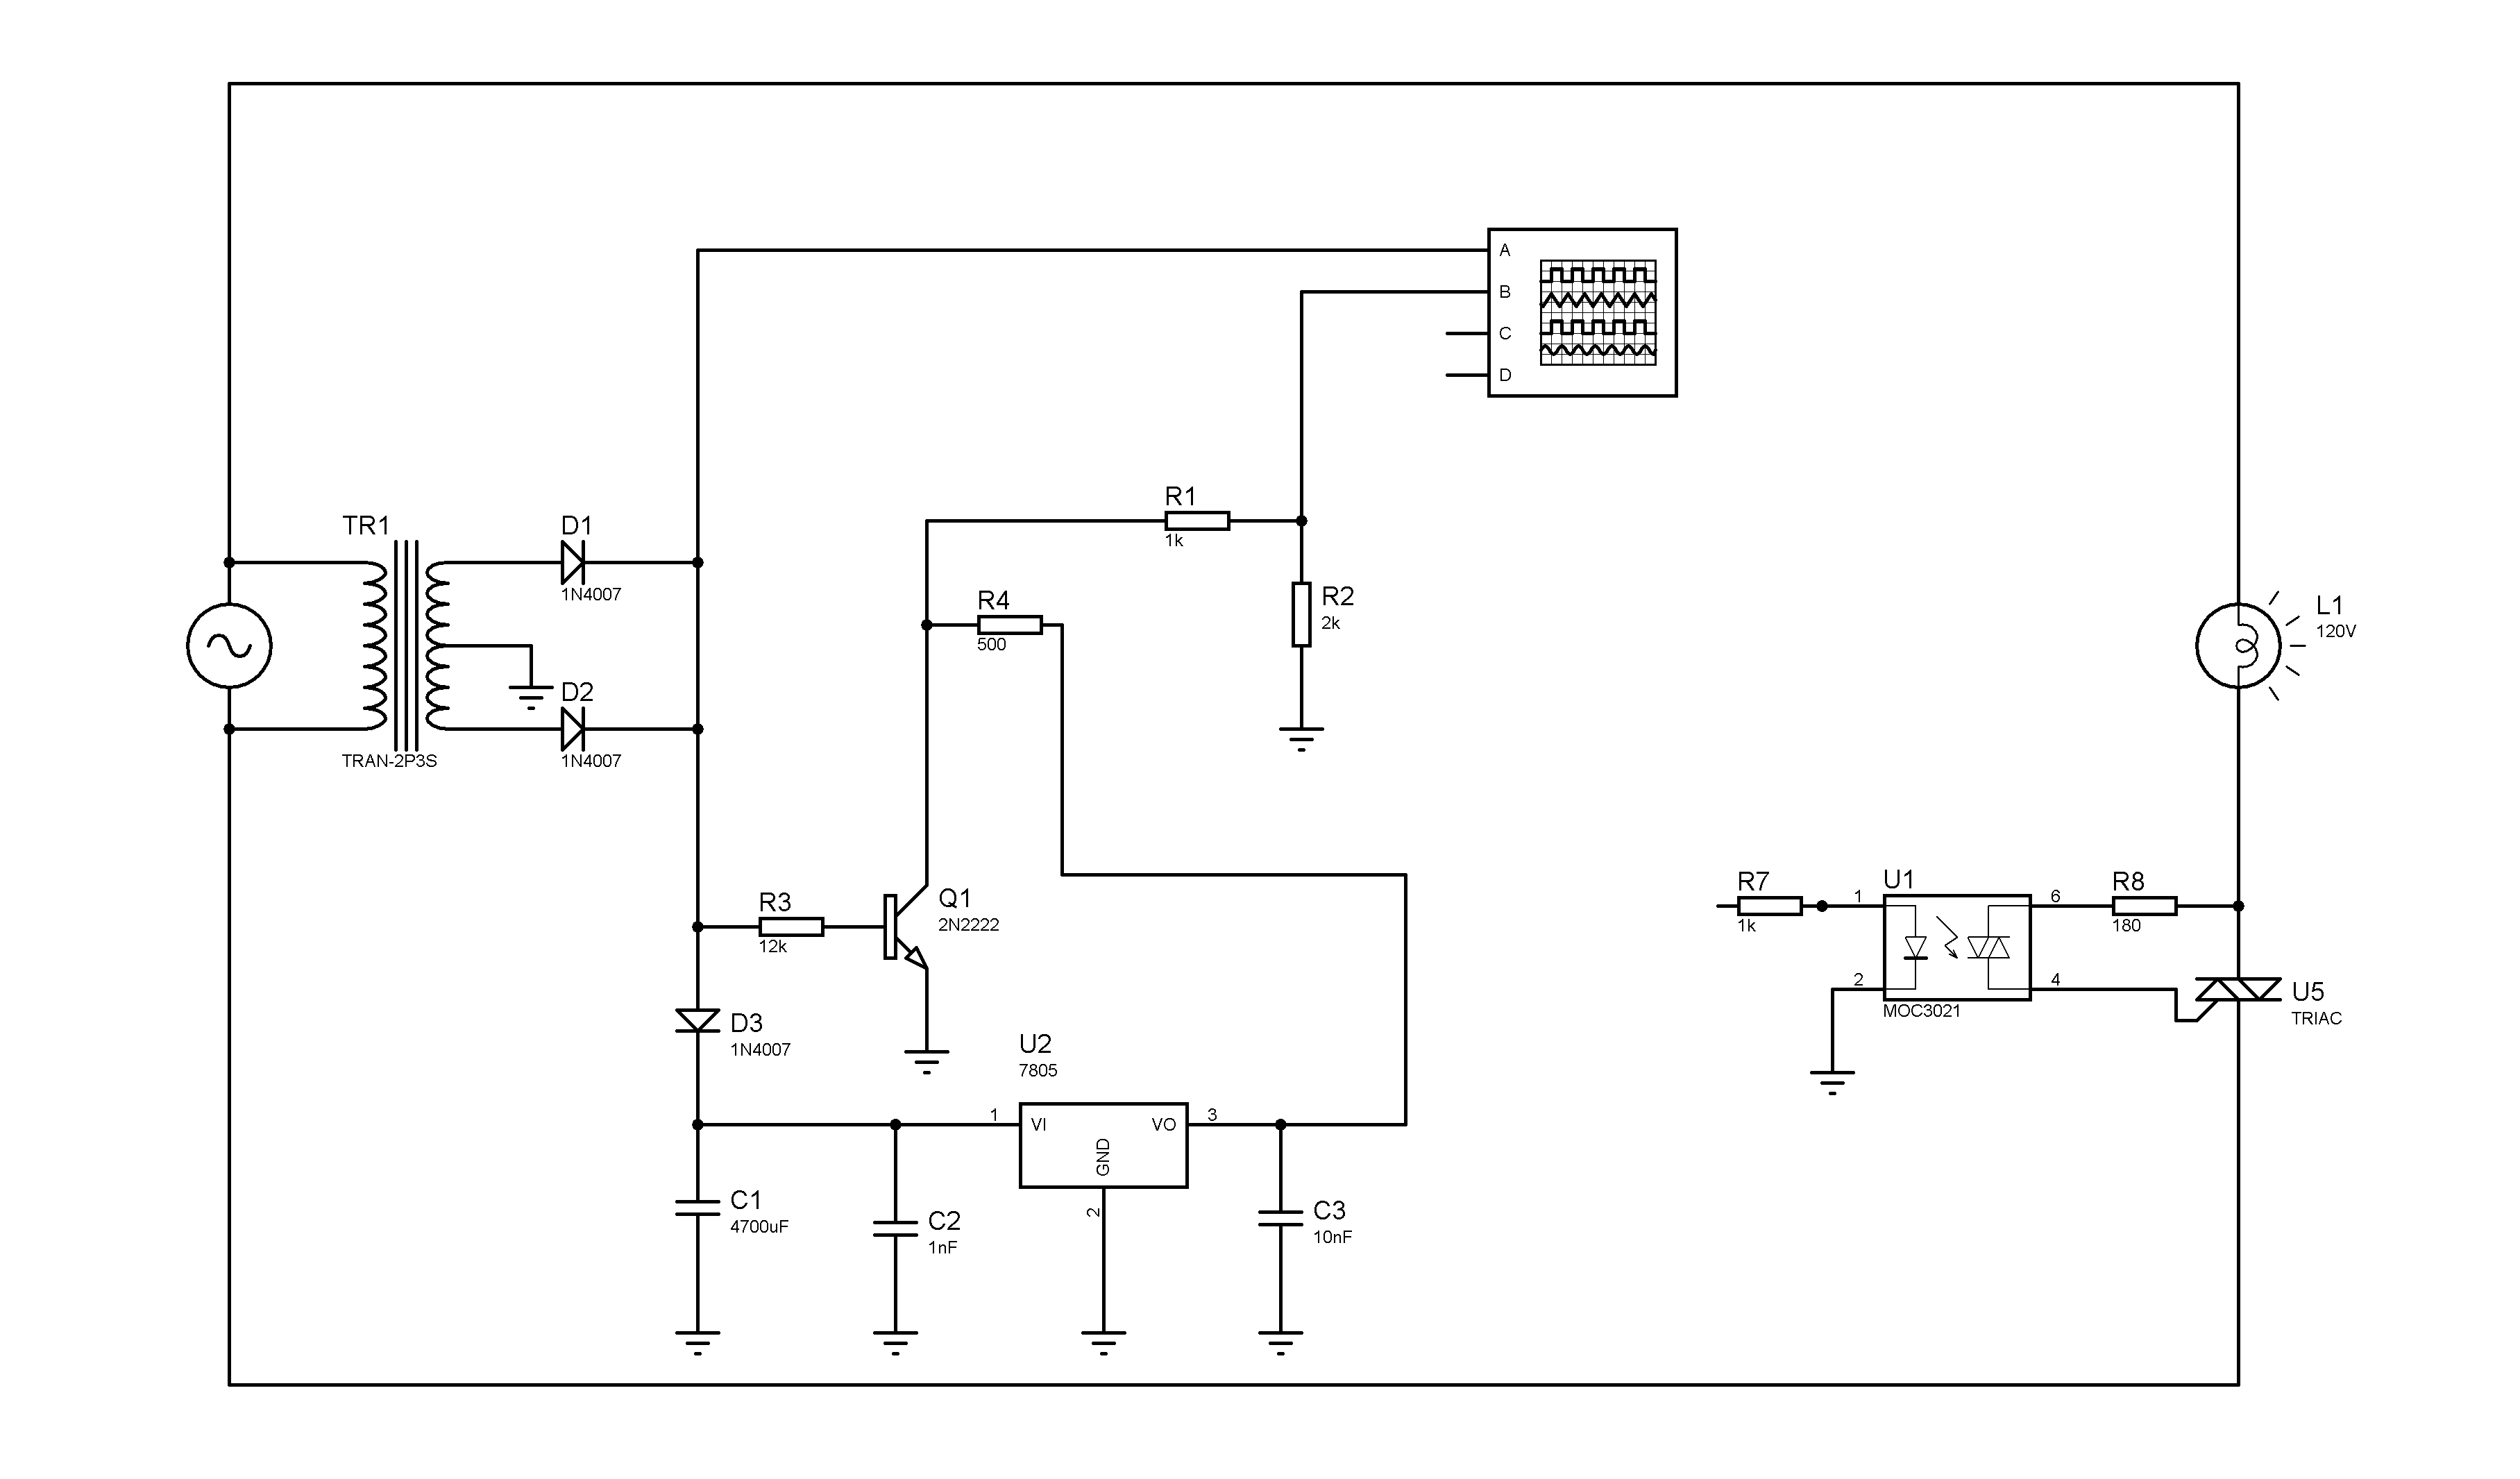 A
B
C
D
R1
1k
TR1
TRAN-2P3S
D1
1N4007
R4
500
R2
2k
L1
120V
D2
1N4007
R3
12k
Q1
2N2222
R7
1k
U1
1
6
2
4
MOC3021
R8
180
U5
TRIAC
D3
1N4007
U2
7805
1
VI
VO
3
GND
2
C1
4700uF
C2
1nF
C3
10nF